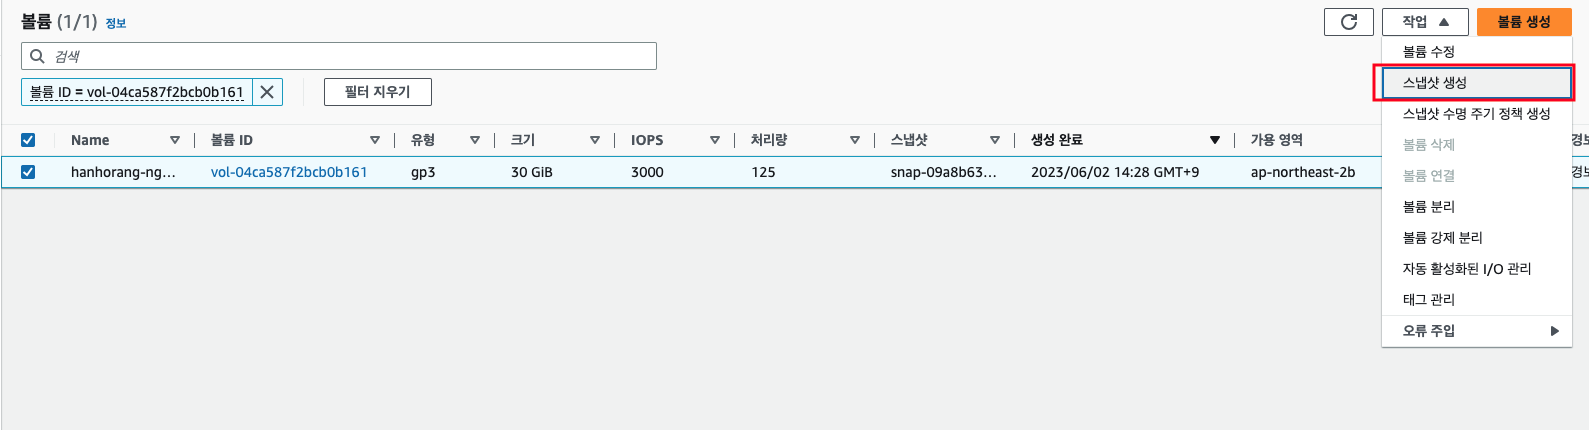 볼륨 (1/1) 정보
작업 볼륨 생성
검색
볼륨 ID = vol-04ca587f2bcb0b161 필터 지우기
Name 볼륨 ID 유형 크기 IOPS 처리량 스냅샷 생성 완료 가용 영역
hanhorang-ng... vol-04ca587f2bcb0b161 gp3 30 GiB 3000 125 snap-09a8b63... 2023/06/02 14:28 GMT+9 ap-northeast-2b
볼륨 수정
스냅샷 생성
스냅샷 수명 주기 정책 생성
볼륨 삭제
볼륨 연결
볼륨 분리
볼륨 강제 분리
자동 활성화된 I/O 관리
태그 관리
오류 주입